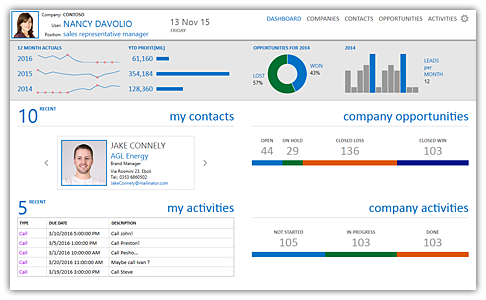 Company: CONTOSO
User: NANCY DAVOLIO
Position: sales representative manager
13 Nov 15
FRIDAY
DASHBOARD COMPANIES CONTACTS OPPORTUNITIES ACTIVITIES
12 MONTH ACTUALS
YTD PROFIT[MIL]
2016
61,160
2015
354,184
2014
128,360
OPPORTUNITIES FOR 2014
LOST
57%
WON
43%
2014
LEADS
per
MONTH
12
10 RECENT
my contacts
JAKE CONNELY
AGL Energy
Brand Manager
Via Roomini 23, Eboli
Tel.: 0353 6860502
JakeConnely@mailinator.com
company opportunities
OPEN ON HOLD CLOSED LOSS CLOSED WIN
44 29 136 103
5 RECENT
my activities
TYPE DUE DATE DESCRIPTION
Call 3/10/2016 5:00:00 PM Call John!
Call 3/5/2016 1:00:00 PM Call Preston!
Call 3/10/2016 10:00:00 AM Call Pesho...
Call 3/20/2016 11:00:00 AM Maybe call ivan ?
Call 3/19/2016 3:00:00 PM Call Steve
company activities
NOT STARTED IN PROGRESS DONE
105 103 103